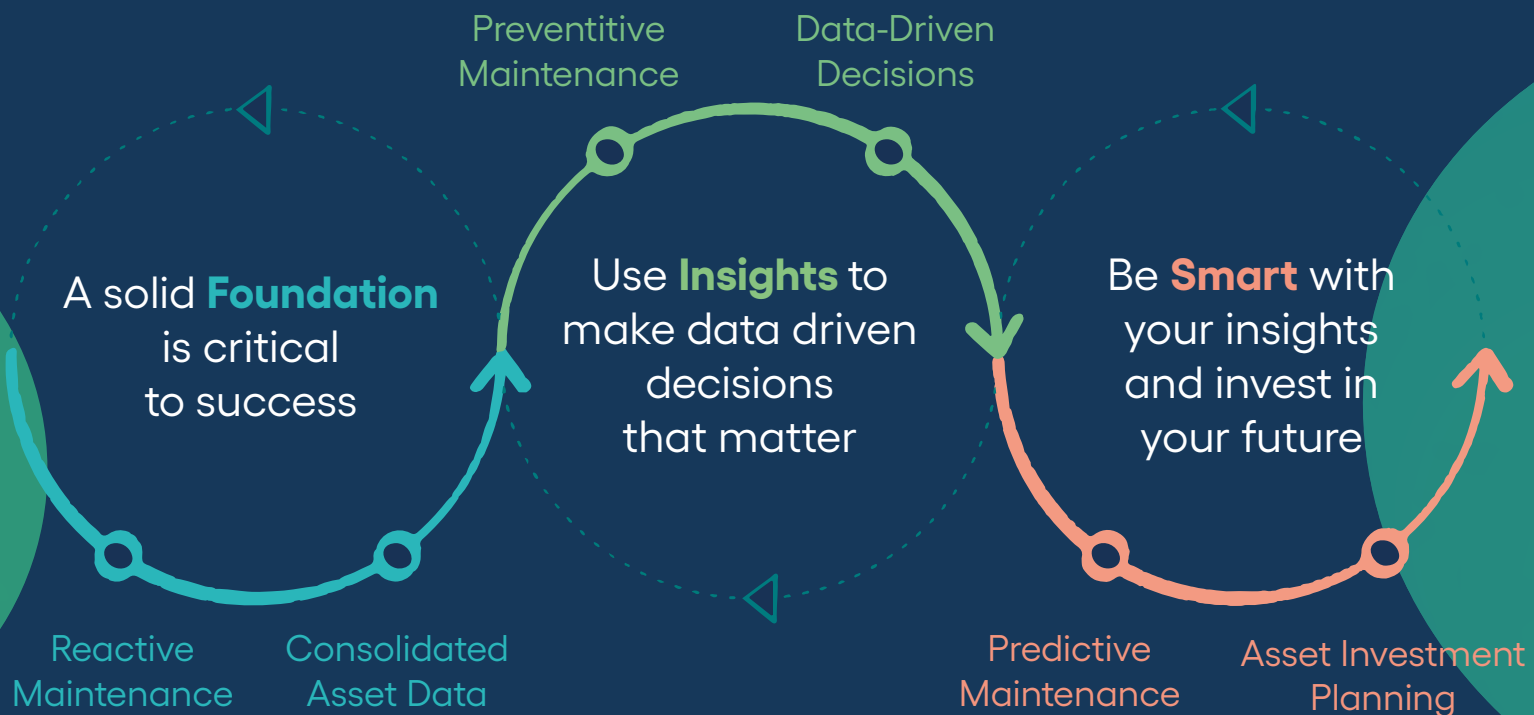 Preventitive
Maintenance
Data-Driven
Decisions
A solid Foundation
is critical
to success
Use Insights to
make data driven
decisions
that matter
Be Smart with
your insights
and invest in
your future
Reactive
Maintenance
Consolidated
Asset Data
Predictive
Maintenance
Asset Investment
Planning